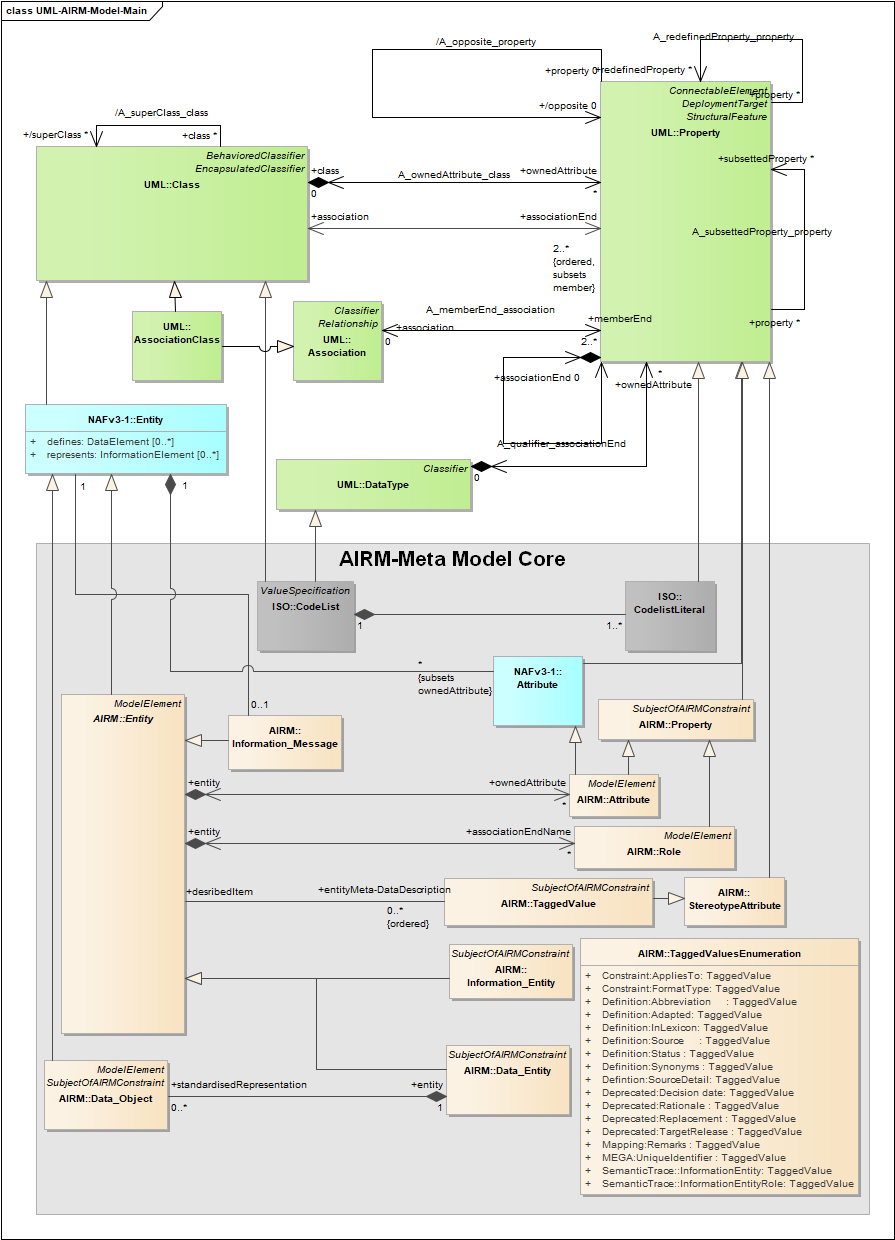 class UML-AIRM-Model-Main
/A_opposite_property
A_redefinedProperty_property
+property 0
+redefinedProperty *
+property *
+/opposite 0
ConnectableElement
DeploymentTarget
StructuralFeature
UML::Property
/A_superClass_class
+/superClass *
+class *
BehavioredClassifier
EncapsulatedClassifier
UML::Class
+class
0
A_ownedAttribute_class
+ownedAttribute
*
+subsettedProperty *
+association
+associationEnd
2..*
{ordered,
subsets
member}
A_subsettedProperty_property
+property *
UML::
AssociationClass
Classifier
Relationship
UML::
Association
A_memberEnd_association
+association
0
+memberEnd
2..*
+associationEnd 0
*
+ownedAttribute
A_qualifier_associationEnd
NAFv3-1::Entity
+ defines: DataElement [0..*]
+ represents: InformationElement [0..*]
1
1
Classifier
UML::DataType
0
AIRM-Meta Model Core
ValueSpecification
ISO::CodeList
1
1..*
ISO::
CodelistLiteral
*
{subsets
ownedAttribute}
NAFv3-1::
Attribute
ModelElement
AIRM::Entity
0..1
AIRM::
Information_Message
SubjectOfAIRMConstraint
AIRM::Property
+entity
+ownedAttribute
*
ModelElement
AIRM::Attribute
+entity
+associationEndName
*
ModelElement
AIRM::Role
+desribedItem
+entityMeta-DataDescription
0..*
{ordered}
SubjectOfAIRMConstraint
AIRM::TaggedValue
AIRM::
StereotypeAttribute
SubjectOfAIRMConstraint
AIRM::
Information_Entity
SubjectOfAIRMConstraint
AIRM::Data_Entity
ModelElement
SubjectOfAIRMConstraint
AIRM::Data_Object
+standardisedRepresentation
0..*
+entity
1
AIRM::TaggedValuesEnumeration
+ Constraint:AppliesTo: TaggedValue
+ Constraint:FormatType: TaggedValue
+ Definition:Abbreviation : TaggedValue
+ Definition:Adapted: TaggedValue
+ Definition:InLexicon: TaggedValue
+ Definition:Source : TaggedValue
+ Definition:Status : TaggedValue
+ Definition:Synonyms : TaggedValue
+ Defintion:SourceDetail: TaggedValue
+ Deprecated:Decision date: TaggedValue
+ Deprecated:Rationale : TaggedValue
+ Deprecated:Replacement : TaggedValue
+ Deprecated:TargetRelease : TaggedValue
+ Mapping:Remarks : TaggedValue
+ MEGA:UniqueIdentifier : TaggedValue
+ SemanticTrace::InformationEntity: TaggedValue
+ SemanticTrace::InformationEntityRole: TaggedValue